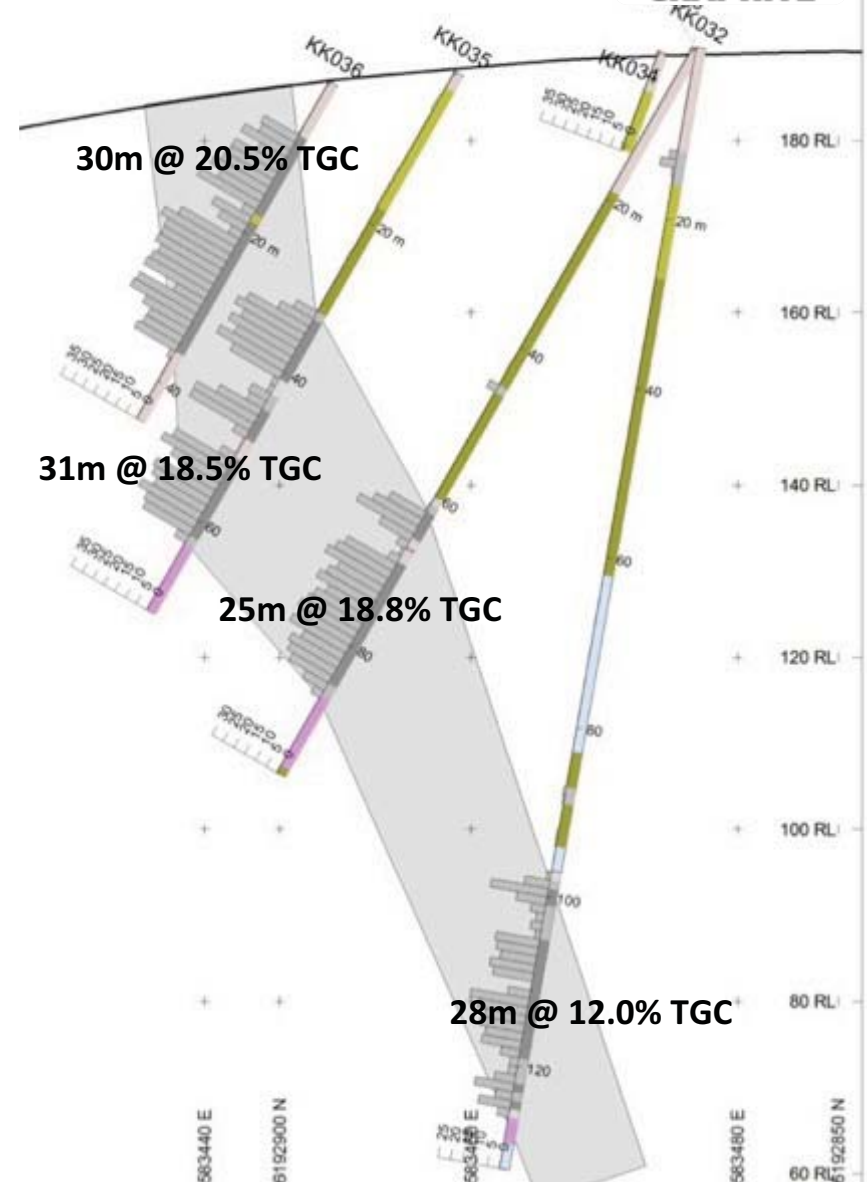 KK032
KK036
KK035
KK034
180 RL
30m @ 20.5% TGC
20 m
20 m
20 m
20 m
160 RL
40
40
40
40
31m @ 18.5% TGC
140 RL
60
60
60
25m @ 18.8% TGC
120 RL
80
80
100 RL
100
28m @ 12.0% TGC
80 RL
120
583440 E
6192900 N
583480 E
6192850 N
60 RL